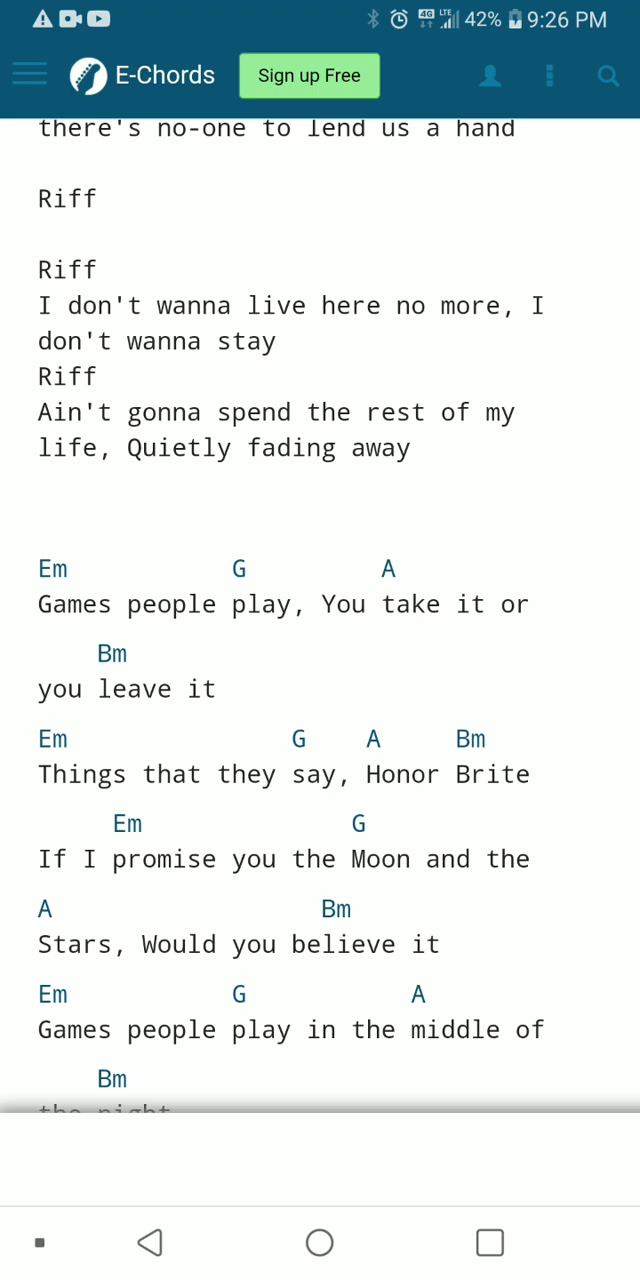 4G LTE 42% 9:26 PM
E-Chords Sign up Free
there's no-one to lend us a hand
Riff
Riff
I don't wanna live here no more, I
don't wanna stay
Riff
Ain't gonna spend the rest of my
life, Quietly fading away
Em G A
Games people play, You take it or
Bm
you leave it
Em G A Bm
Things that they say, Honor Brite
Em G
If I promise you the Moon and the
A Bm
Stars, Would you believe it
Em G A
Games people play in the middle of
Bm
the night